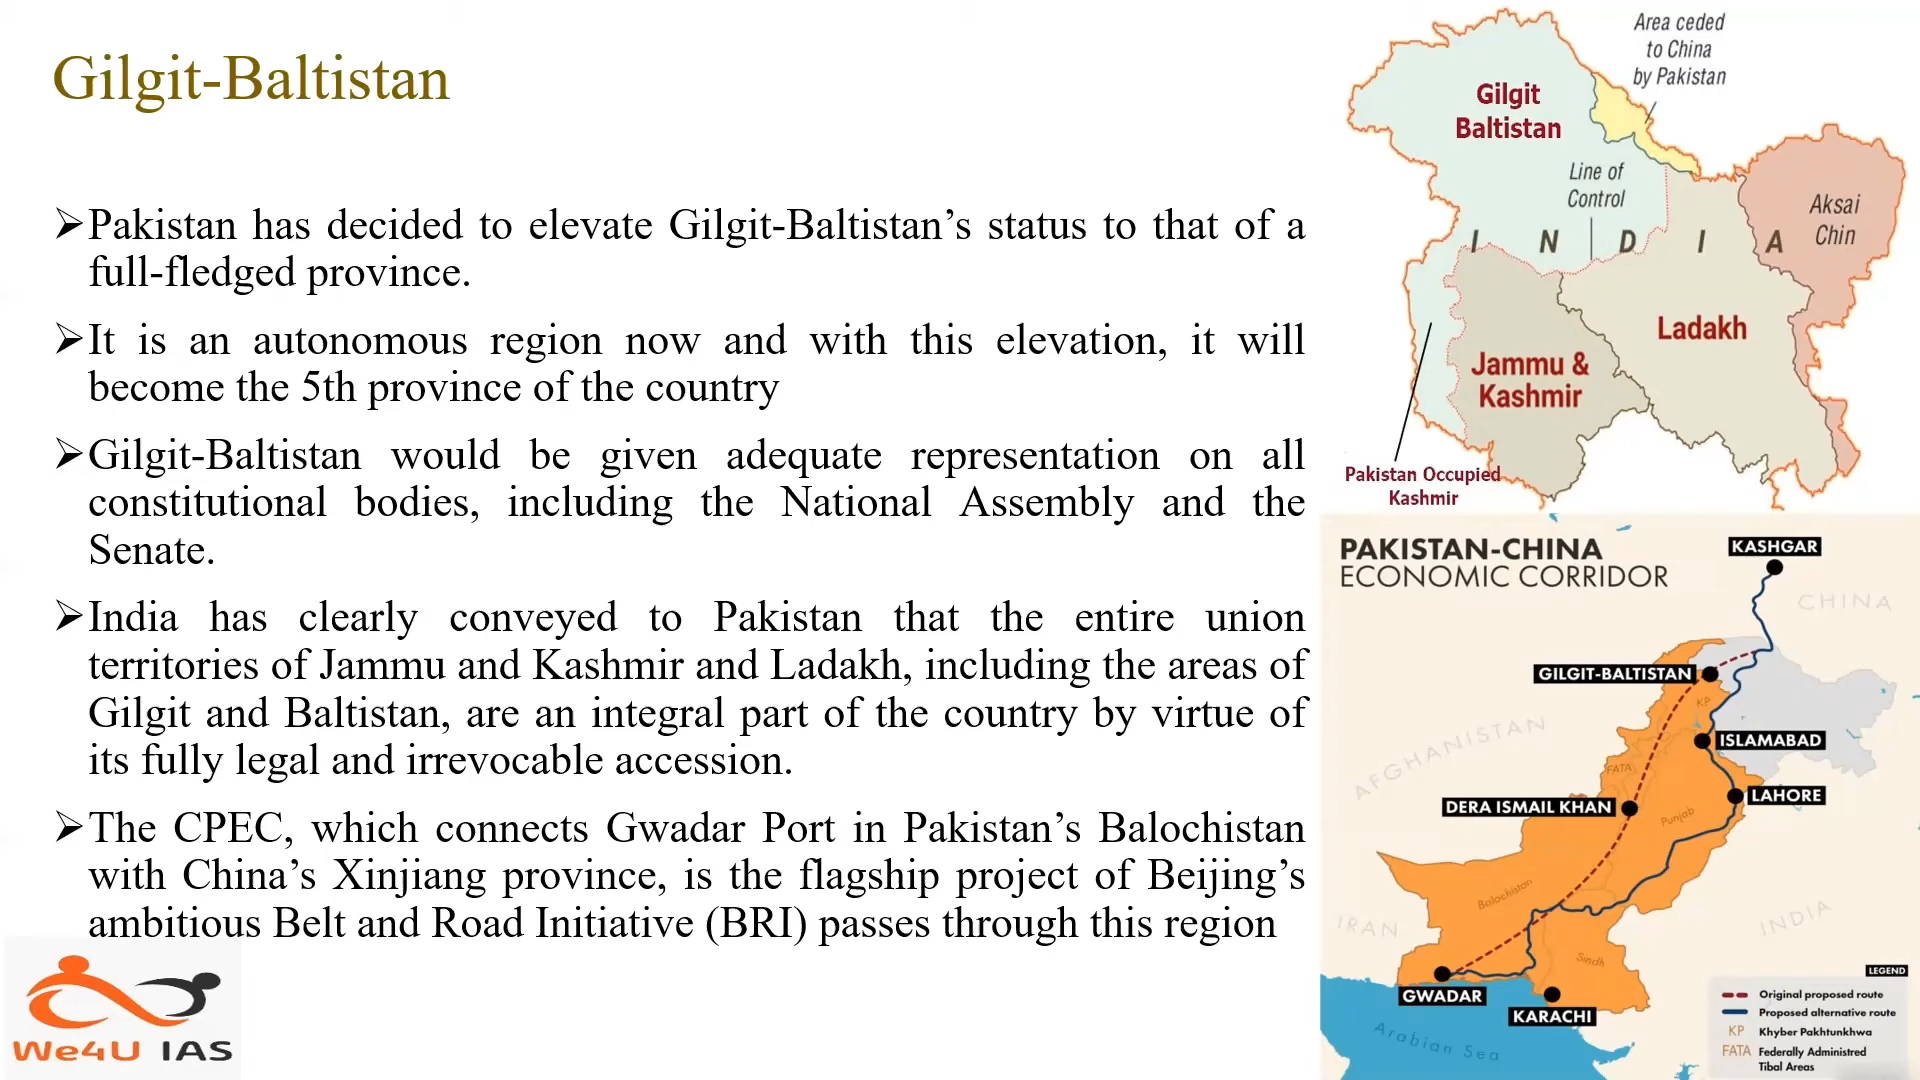 Gilgit-Baltistan
➢Pakistan has decided to elevate Gilgit-Baltistan’s status to that of a
full-fledged province.
➢It is an autonomous region now and with this elevation, it will
become the 5th province of the country
➢Gilgit-Baltistan would be given adequate representation on all
constitutional bodies, including the National Assembly and the
Senate.
➢India has clearly conveyed to Pakistan that the entire union
territories of Jammu and Kashmir and Ladakh, including the areas of
Gilgit and Baltistan, are an integral part of the country by virtue of
its fully legal and irrevocable accession.
➢The CPEC, which connects Gwadar Port in Pakistan’s Balochistan
with China’s Xinjiang province, is the flagship project of Beijing’s
ambitious Belt and Road Initiative (BRI) passes through this region
We4U IAS
Area ceded
to China
by Pakistan
Gilgit
Baltistan
Line of
Control
Aksai
Chin
I N D I A
Ladakh
Jammu &
Kashmir
Pakistan Occupied
Kashmir
PAKISTAN-CHINA
ECONOMIC CORRIDOR
KASHGAR
CHINA
GILGIT-BALTISTAN
KP
AFGHANISTAN
ISLAMABAD
FATA
LAHORE
DERA ISMAIL KHAN
Punjab
Balochistan
IRAN
INDIA
Sindh
GWADAR
KARACHI
Arabian Sea
LEGEND
Original proposed route
Proposed alternative route
KP Khyber Pakhtunkhwa
FATA Federally Administred
Tibal Areas